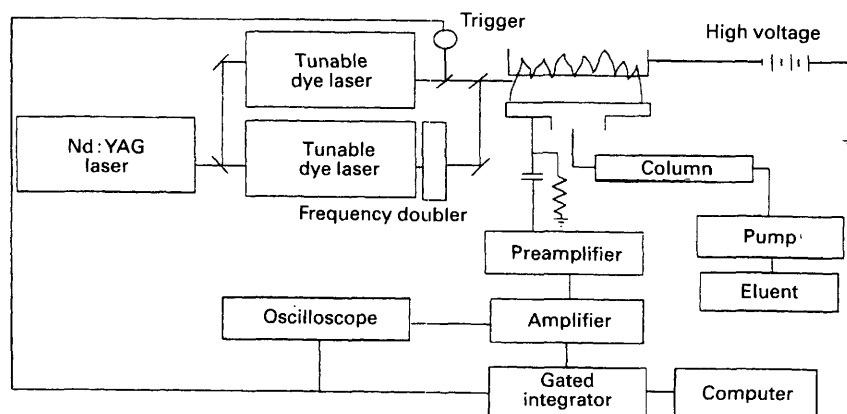 Trigger
High voltage
Tunable
dye laser
Nd:YAG
laser
Tunable
dye laser
Frequency doubler
Column
Pump
Eluent
Preamplifier
Oscilloscope
Amplifier
Gated
integrator
Computer